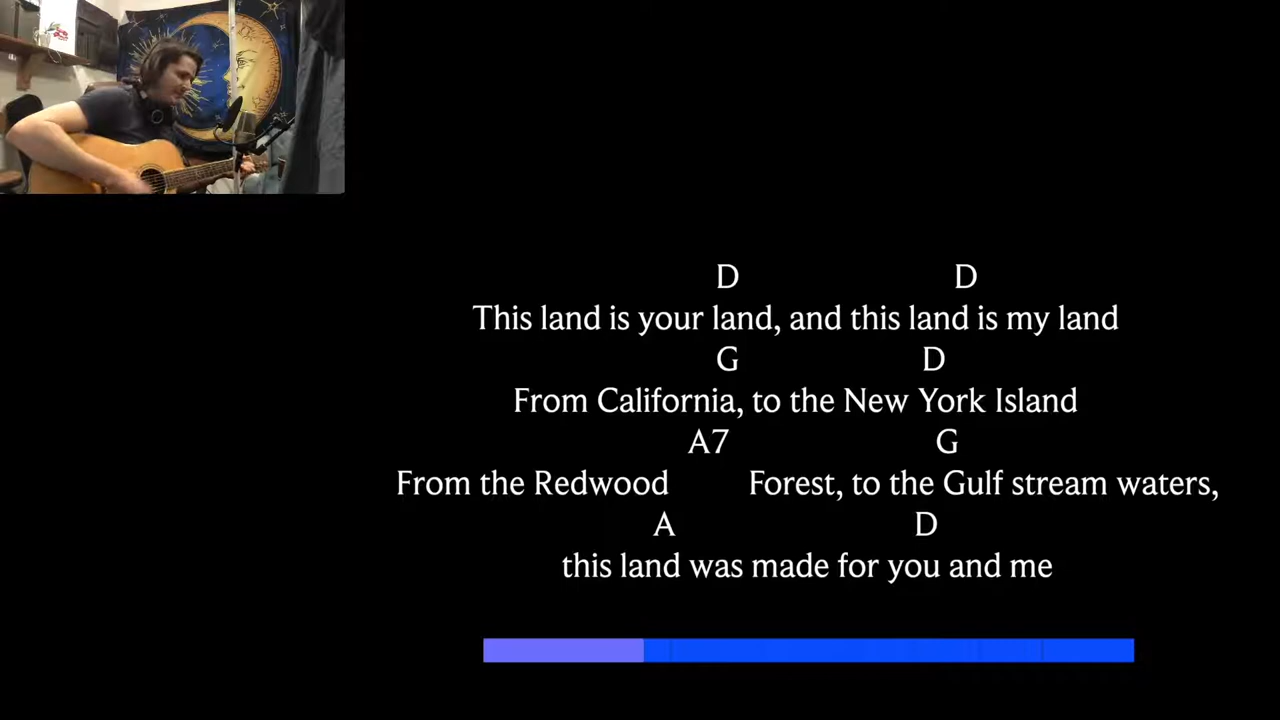 D D
This land is your land, and this land is my land
G D
From California, to the New York Island
A7 G
From the Redwood Forest, to the Gulf stream waters,
A D
this land was made for you and me